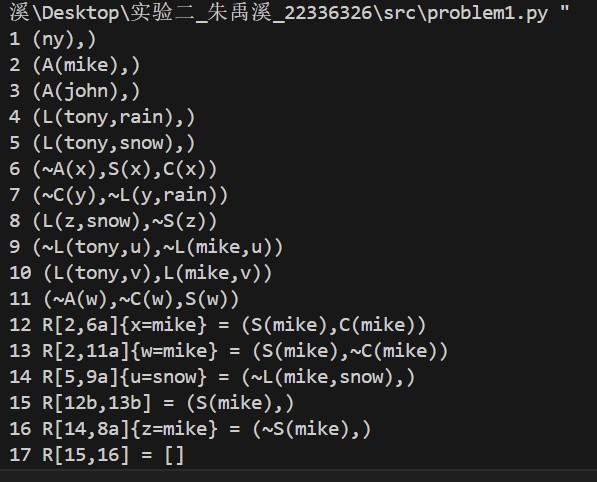 溪\Desktop\实验二_朱禹溪_22336326\src\problem1.py "
1 (ny),)
2 (A(mike),)
3 (A(john),)
4 (L(tony,rain),)
5 (L(tony,snow),)
6 (~A(x),S(x),C(x))
7 (~C(y),~L(y,rain))
8 (L(z,snow),~S(z))
9 (~L(tony,u),~L(mike,u))
10 (L(tony,v),L(mike,v))
11 (~A(w),~C(w),S(w))
12 R[2,6a]{x=mike} = (S(mike),C(mike))
13 R[2,11a]{w=mike} = (S(mike),~C(mike))
14 R[5,9a]{u=snow} = (~L(mike,snow),)
15 R[12b,13b] = (S(mike),)
16 R[14,8a]{z=mike} = (~S(mike),)
17 R[15,16] = []